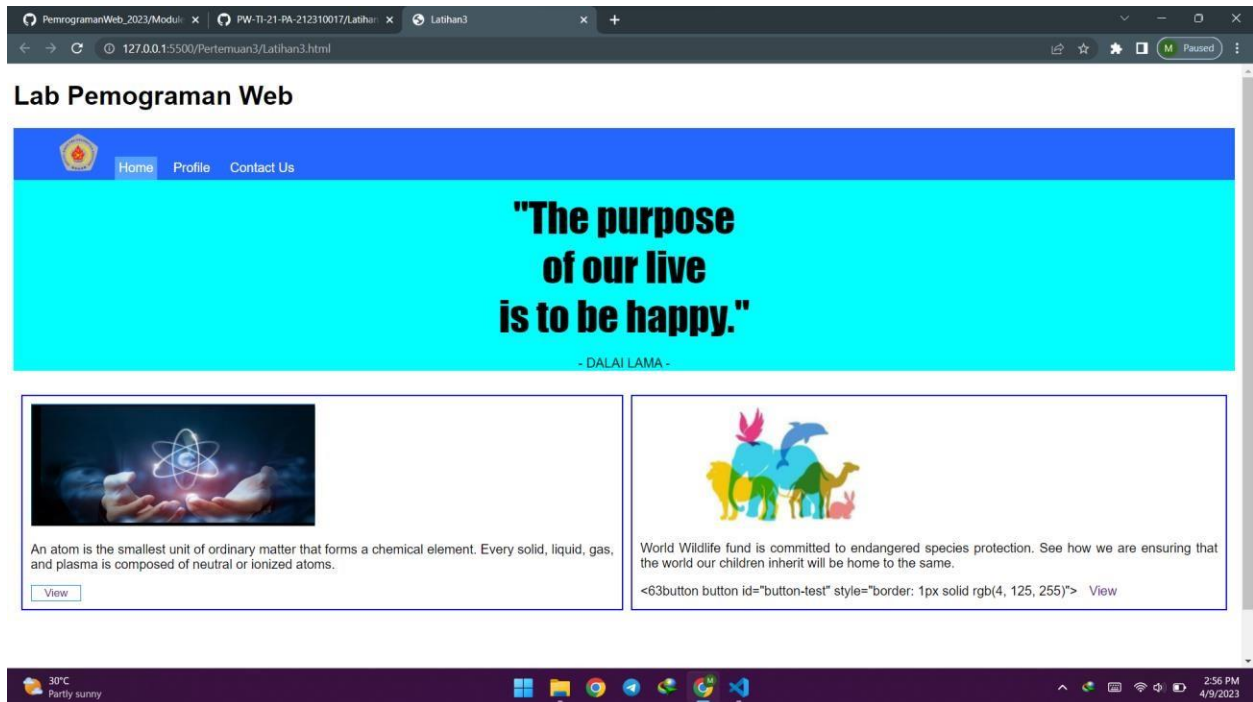 PemrogramanWeb_2023/Module
PW-TI-21-PA-212310017/Latihan
Latihan3
127.0.0.1:5500/Pertemuan3/Latihan3.html
M Paused
Lab Pemograman Web
Home Profile Contact Us
"The purpose
of our live
is to be happy."
- DALAI LAMA -
An atom is the smallest unit of ordinary matter that forms a chemical element. Every solid, liquid, gas,
and plasma is composed of neutral or ionized atoms.
View
World Wildlife fund is committed to endangered species protection. See how we are ensuring that
the world our children inherit will be home to the same.
<63button button id="button-test" style="border: 1px solid rgb(4, 125, 255)"> View
30°C
Partly sunny
2:56 PM
4/9/2023